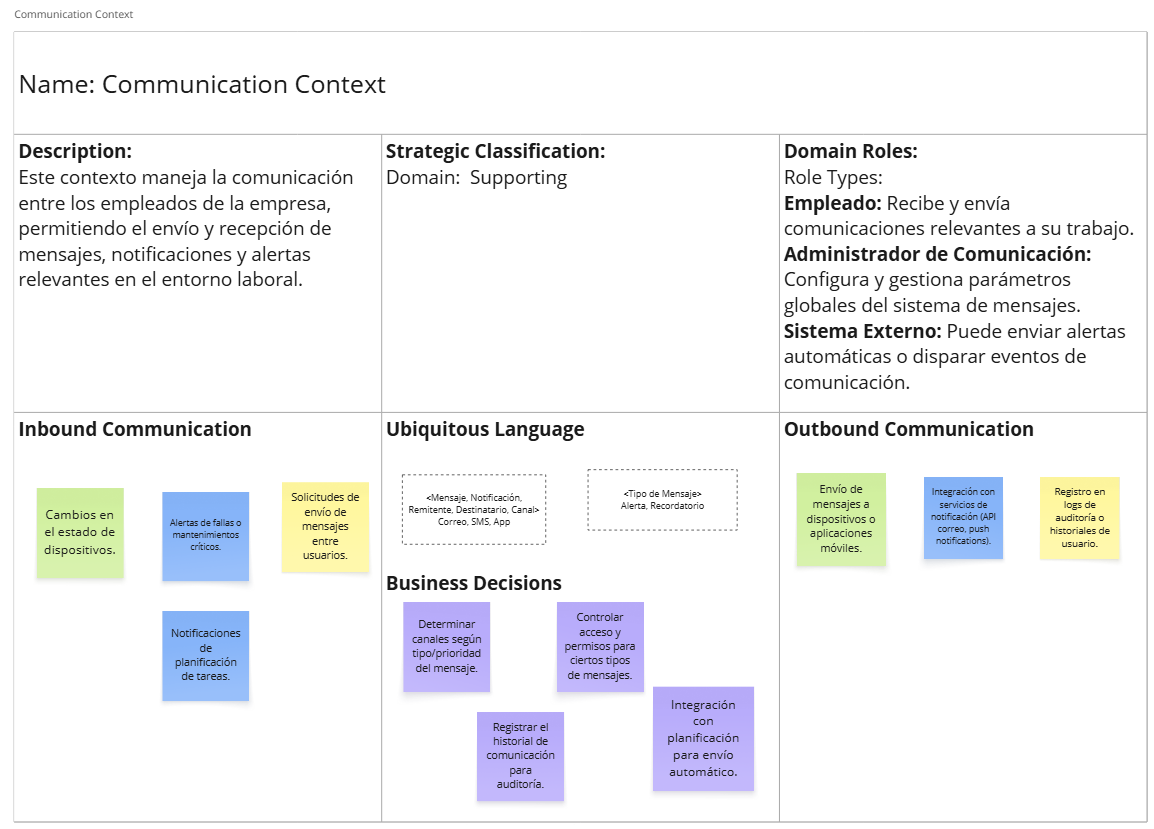 Communication Context
Name: Communication Context
Description:
Este contexto maneja la comunicación
entre los empleados de la empresa,
permitiendo el envío y recepción de
mensajes, notificaciones y alertas
relevantes en el entorno laboral.
Strategic Classification:
Domain:  Supporting
Domain Roles:
Role Types:
Empleado: Recibe y envía
comunicaciones relevantes a su trabajo.
Administrador de Comunicación:
Configura y gestiona parámetros
globales del sistema de mensajes.
Sistema Externo: Puede enviar alertas
automáticas o disparar eventos de
comunicación.
Inbound Communication
Cambios en
el estado de
dispositivos.
Alertas de fallas o
mantenimientos
críticos.
Solicitudes de
envío de
mensajes
entre
usuarios.
Notificaciones
de
planificación
de tareas.
Ubiquitous Language
<Mensaje, Notificación,
Remitente, Destinatario, Canal>
Correo, SMS, App
<Tipo de Mensaje>
Alerta, Recordatorio
Business Decisions
Determinar
canales según
tipo/prioridad
del mensaje.
Controlar
acceso y
permisos para
ciertos tipos
de mensajes.
Registrar el
historial de
comunicación
para
auditoría.
Integración
con
planificación
para envío
automático.
Outbound Communication
Envío de
mensajes a
dispositivos o
aplicaciones
móviles.
Integración con
servicios de
notificación (API
correo, push
notifications).
Registro en
logs de
auditoría o
historiales de
usuario.